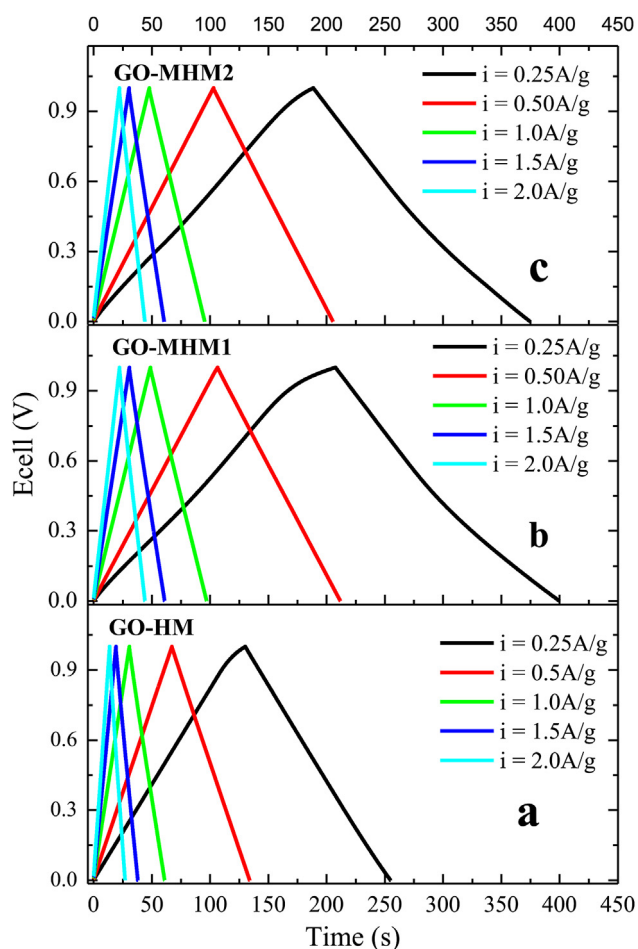 0 50 100 150 200 250 300 350 400 450
GO-MHM2
i = 0.25A/g
i = 0.50A/g
i = 1.0A/g
i = 1.5A/g
i = 2.0A/g
0.9
0.6
0.3
0.0
c
GO-MHM1
i = 0.25A/g
i = 0.50A/g
i = 1.0A/g
i = 1.5A/g
i = 2.0A/g
Ecell (V)
0.9
0.6
0.3
0.0
b
GO-HM
i = 0.25A/g
i = 0.5A/g
i = 1.0A/g
i = 1.5A/g
i = 2.0A/g
0.9
0.6
0.3
0.0
a
0 50 100 150 200 250 300 350 400 450
Time (s)